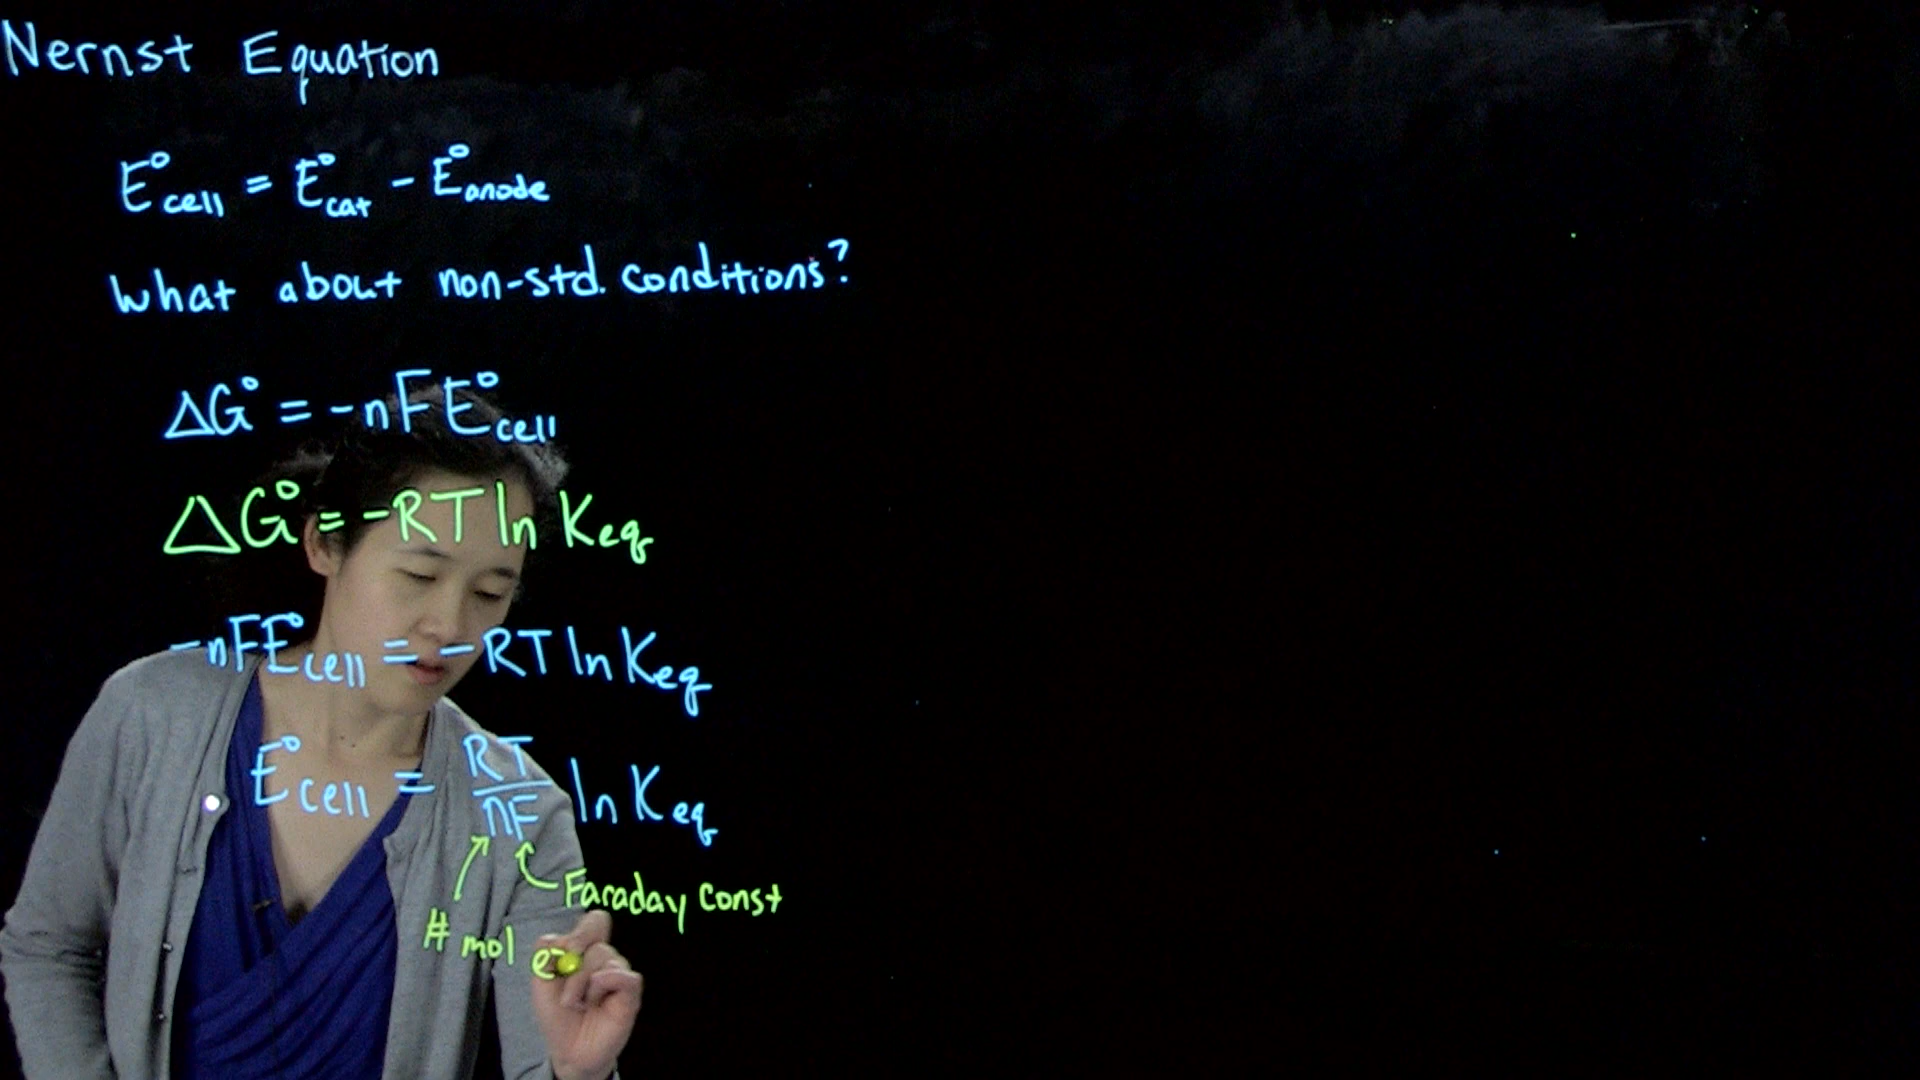 Nernst Equation
E°cell = E°cat - E°anode
What about non-std. conditions?
ΔG° = -nFE°cell
ΔG° = -RT ln Keq
-nFE°cell = -RT ln Keq
E°cell = RT/nF ln Keq
Faraday Const
# mol e-